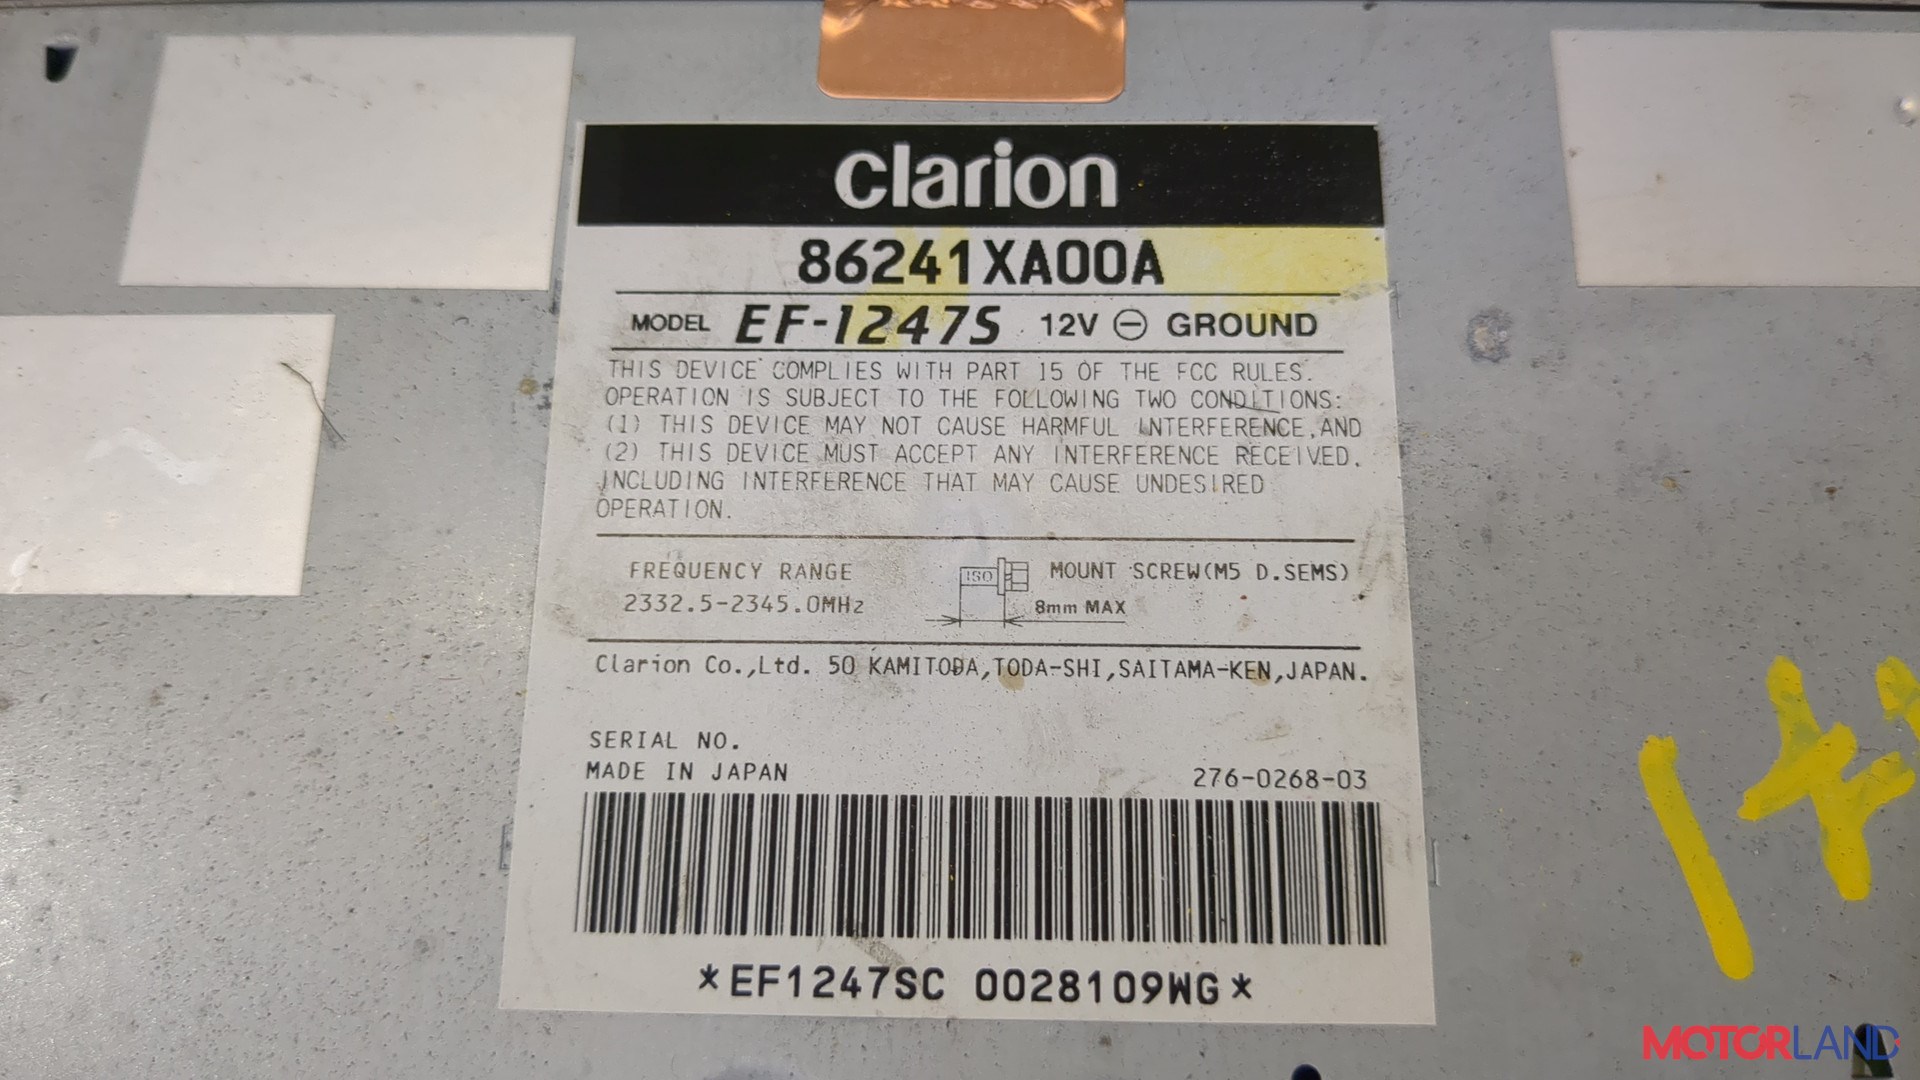 clarion
86241XA00A
MODEL EF-1247S 12V ⊖ GROUND
THIS DEVICE COMPLIES WITH PART 15 OF THE FCC RULES.
OPERATION IS SUBJECT TO THE FOLLOWING TWO CONDITIONS:
(1) THIS DEVICE MAY NOT CAUSE HARMFUL INTERFERENCE,AND
(2) THIS DEVICE MUST ACCEPT ANY INTERFERENCE RECEIVED,
INCLUDING INTERFERENCE THAT MAY CAUSE UNDESIRED
OPERATION.
FREQUENCY RANGE
2332.5-2345.0MHz
ISO MOUNT SCREW(M5 D.SEMS)
8mm MAX
Clarion Co.,Ltd. 50 KAMITODA,TODA-SHI,SAITAMA-KEN,JAPAN.
SERIAL NO.
MADE IN JAPAN 276-0268-03
*EF1247SC 0028109WG*
MOTORLAND